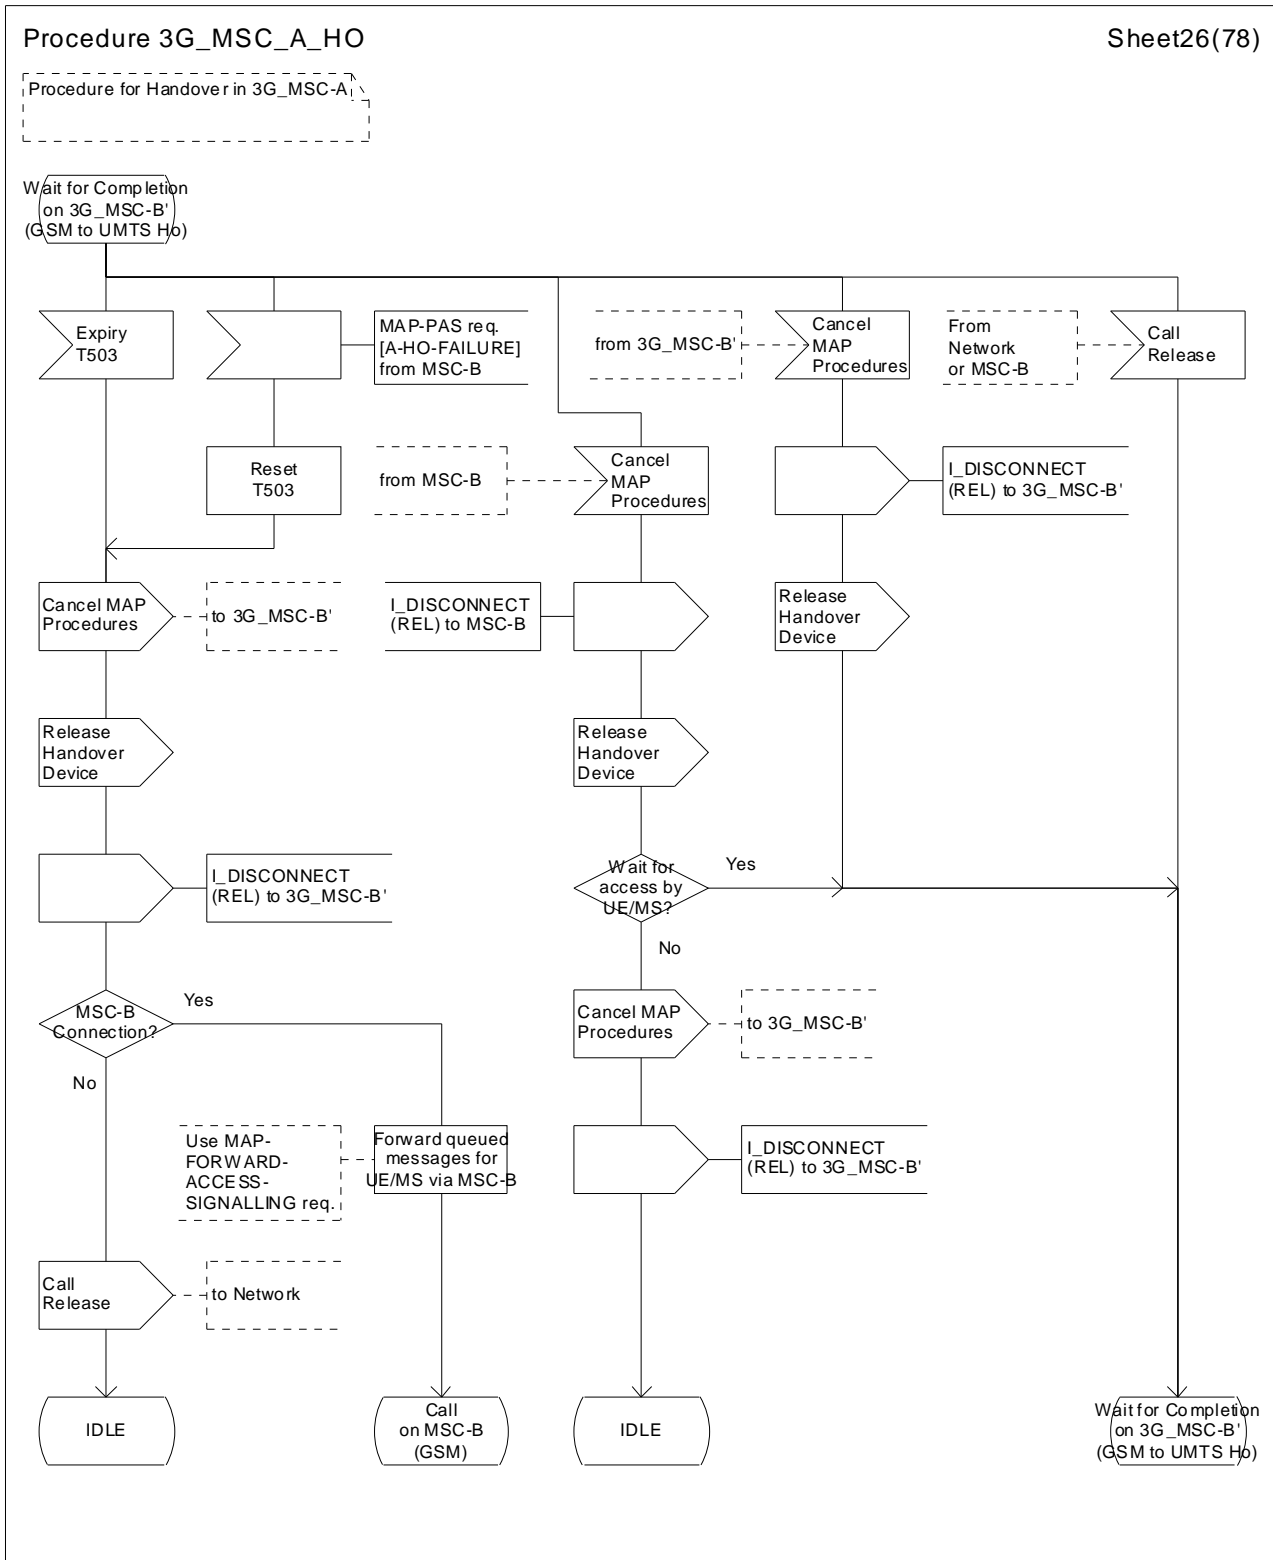 Procedure 3G_MSC_A_HO
Sheet26(78)
Procedure for Handover in 3G_MSC-A
Wait for Completion
on 3G_MSC-B'
(GSM to UMTS Ho)
Expiry
T503
MAP-PAS req.
[A-HO-FAILURE]
from MSC-B
from 3G_MSC-B'
Cancel
MAP
Procedures
From
Network
or MSC-B
Call
Release
Reset
T503
from MSC-B
Cancel
MAP
Procedures
I_DISCONNECT
(REL) to 3G_MSC-B'
Cancel MAP
Procedures
to 3G_MSC-B'
I_DISCONNECT
(REL) to MSC-B
Release
Handover
Device
Release
Handover
Device
Release
Handover
Device
I_DISCONNECT
(REL) to 3G_MSC-B'
Wait for
access by
UE/MS?
Yes
No
MSC-B
Connection?
Yes
No
Cancel MAP
Procedures
to 3G_MSC-B'
Use MAP-
FORWARD-
ACCESS-
SIGNALLING req.
Forward queued
messages for
UE/MS via MSC-B
I_DISCONNECT
(REL) to 3G_MSC-B'
Call
Release
to Network
IDLE
Call
on MSC-B
(GSM)
IDLE
Wait for Completion
on 3G_MSC-B'
(GSM to UMTS Ho)